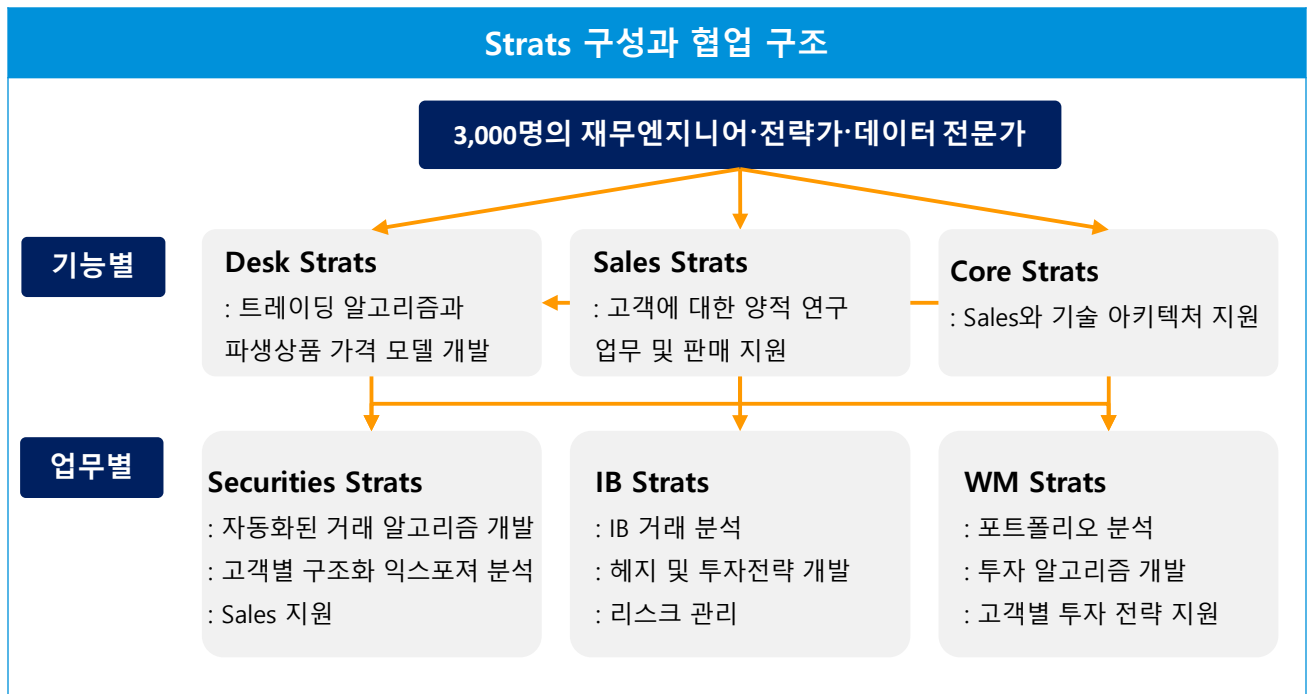 Strats 구성과 협업 구조
3,000명의 재무엔지니어·전략가·데이터 전문가
기능별
Desk Strats
: 트레이딩 알고리즘과
파생상품 가격 모델 개발
Sales Strats
: 고객에 대한 양적 연구
업무 및 판매 지원
Core Strats
: Sales와 기술 아키텍처 지원
업무별
Securities Strats
: 자동화된 거래 알고리즘 개발
: 고객별 구조화 익스포져 분석
: Sales 지원
IB Strats
: IB 거래 분석
: 헤지 및 투자전략 개발
: 리스크 관리
WM Strats
: 포트폴리오 분석
: 투자 알고리즘 개발
: 고객별 투자 전략 지원